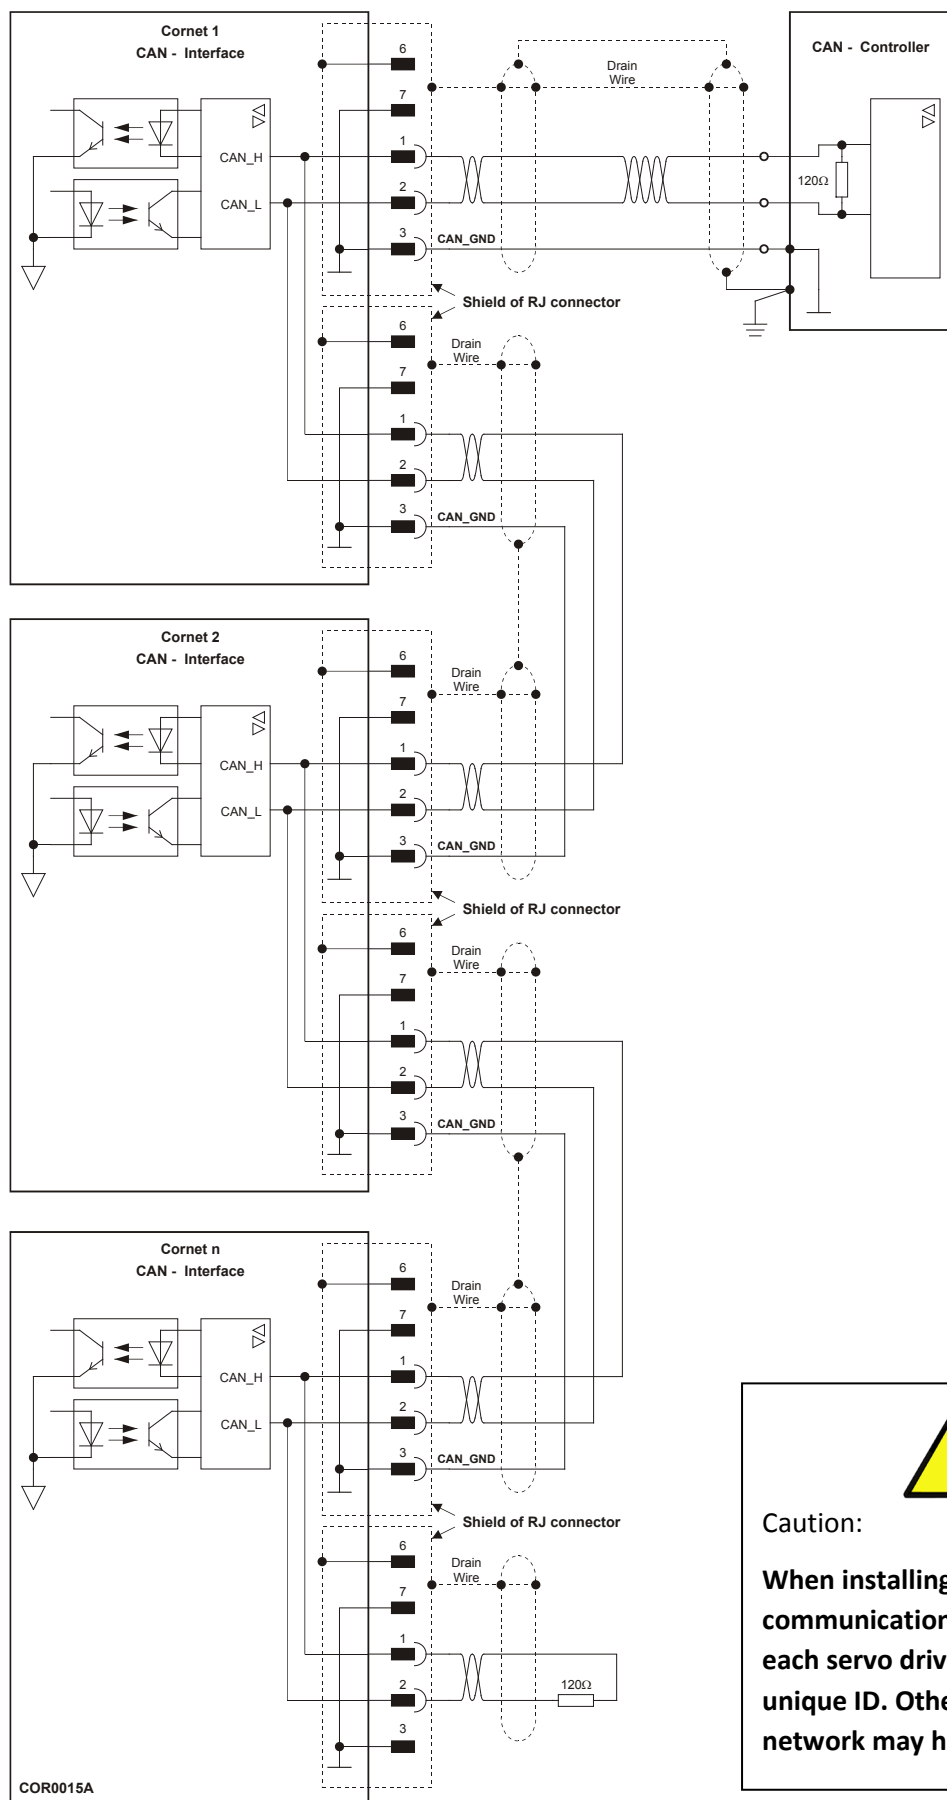 Cornet 1
CAN - Interface
CAN_H
CAN_L
6
7
1
2
3
CAN_GND
Drain
Wire
CAN - Controller
120Ω
Shield of RJ connector
6
7
1
2
3
Drain
Wire
CAN_GND
Cornet 2
CAN - Interface
CAN_H
CAN_L
6
7
1
2
3
Drain
Wire
CAN_GND
Shield of RJ connector
6
7
1
2
3
Drain
Wire
CAN_GND
Cornet n
CAN - Interface
CAN_H
CAN_L
6
7
1
2
3
Drain
Wire
CAN_GND
Shield of RJ connector
6
7
1
2
3
Drain
Wire
120Ω
COR0015A
Caution:
When installing
communication
each servo driv
unique ID. Othe
network may h